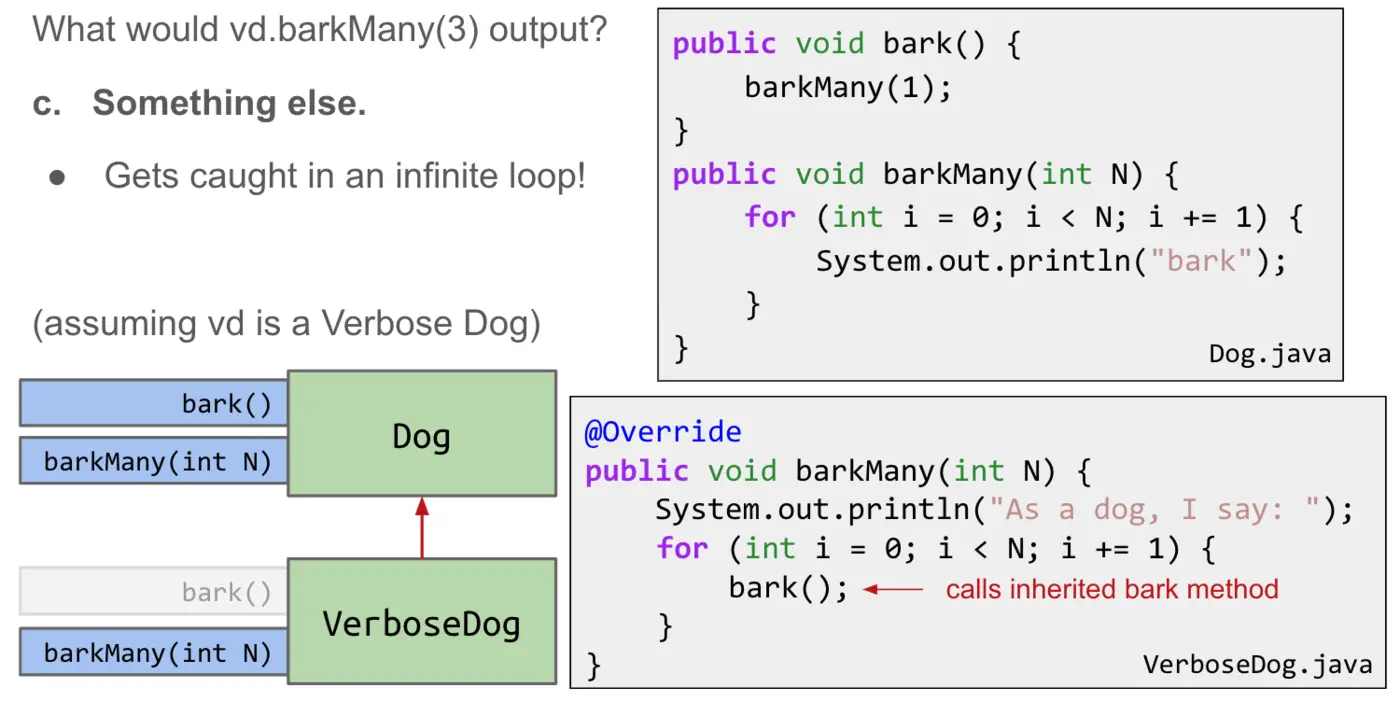 What would vd.barkMany(3) output?
c. Something else.
● Gets caught in an infinite loop!
(assuming vd is a Verbose Dog)
public void bark() {
    barkMany(1);
}
public void barkMany(int N) {
    for (int i = 0; i < N; i += 1) {
        System.out.println("bark");
    }
}
Dog.java
bark()
barkMany(int N)
Dog
bark()
barkMany(int N)
VerboseDog
@Override
public void barkMany(int N) {
    System.out.println("As a dog, I say: ");
    for (int i = 0; i < N; i += 1) {
        bark(); calls inherited bark method
    }
}
VerboseDog.java